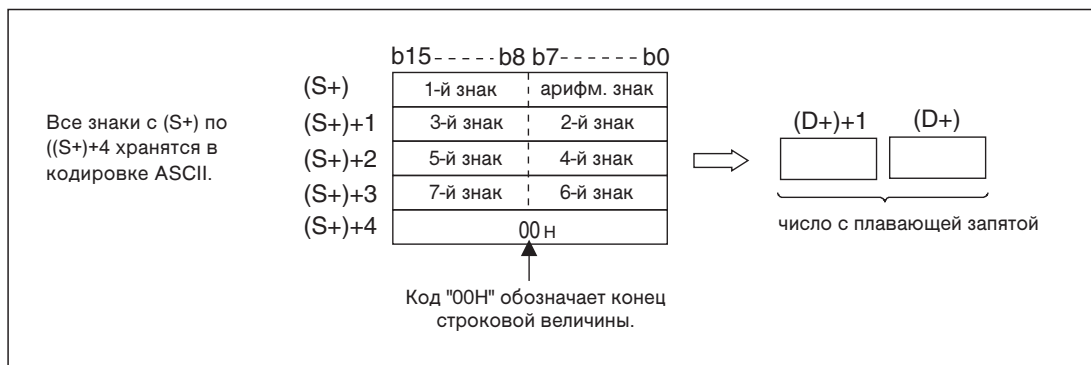 Все знаки с (S+) по
((S+)+4 хранятся в
кодировке ASCII.
b15----- b8 b7------ b0
(S+) 1-й знак арифм. знак
(S+)+1 3-й знак 2-й знак
(S+)+2 5-й знак 4-й знак
(S+)+3 7-й знак 6-й знак
(S+)+4 00 H
Код "00H" обозначает конец
строковой величины.
(D+)+1 (D+)
число с плавающей запятой